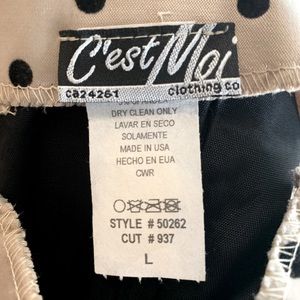 C'est Moi
ca24261 clothing co
DRY CLEAN ONLY
LAVAR EN SECO
SOLAMENTE
MADE IN USA
HECHO EN EUA
CWR
STYLE # 50262
CUT # 937
L